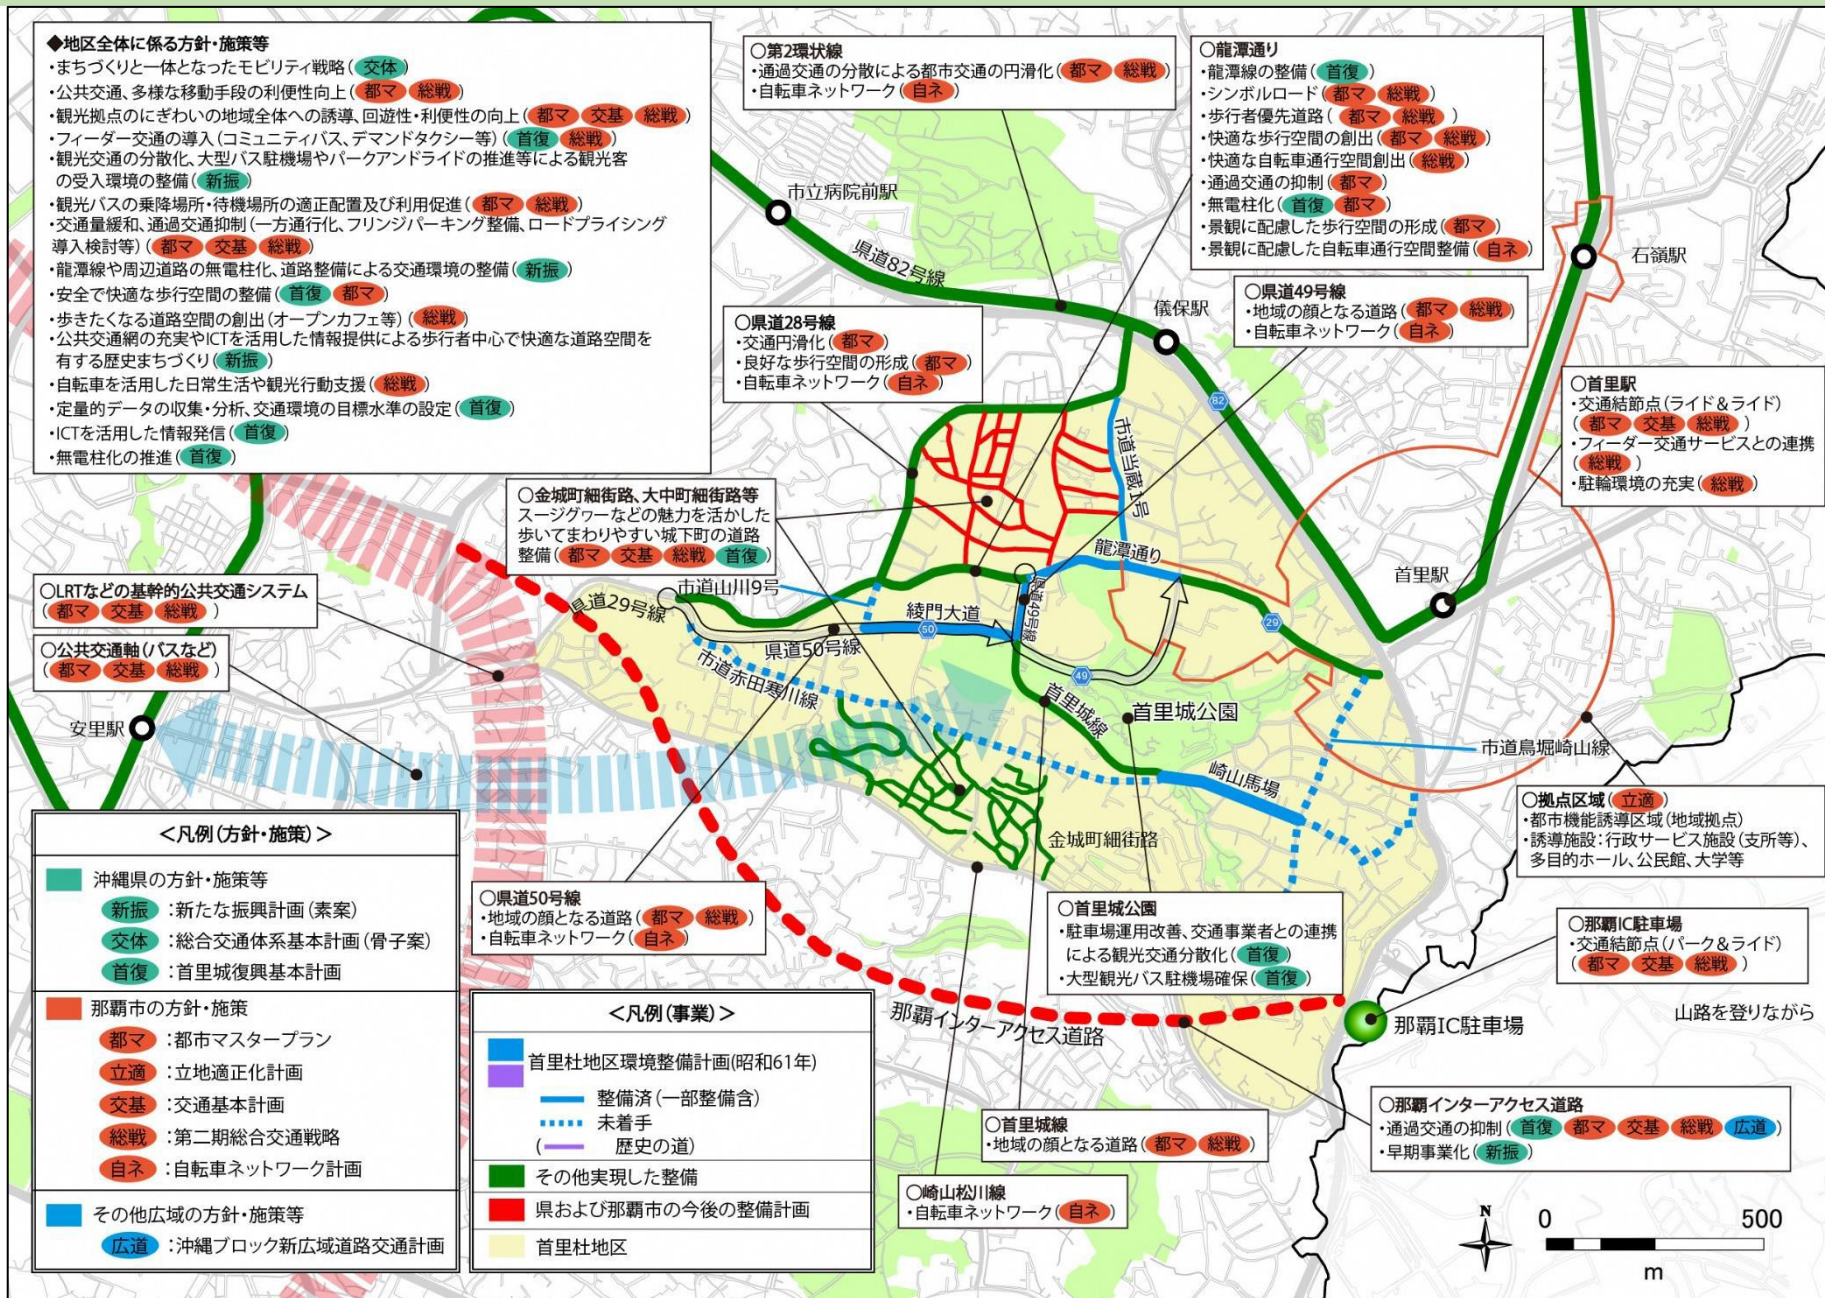 ◆地区全体に係る方針・施策等
・まちづくりと一体となったモビリティ戦略(交体)
・公共交通、多様な移動手段の利便性向上(都マ 総戦)
・観光拠点のにぎわいの地域全体への誘導、回遊性・利便性の向上(都マ 交基 総戦)
・フィーダー交通の導入(コミュニティバス、デマンドタクシー等)(首復 総戦)
・観光交通の分散化、大型バス駐機場やパークアンドライドの推進等による観光客
の受入環境の整備(新振)
・観光バスの乗降場所・待機場所の適正配置及び利用促進(都マ 総戦)
・交通量緩和、通過交通抑制(一方通行化、フリンジパーキング整備、ロードプライシング
導入検討等)(都マ 交基 総戦)
・龍潭線や周辺道路の無電柱化、道路整備による交通環境の整備(新振)
・安全で快適な歩行空間の整備(首復 都マ)
・歩きたくなる道路空間の創出(オープンカフェ等)(総戦)
・公共交通網の充実やICTを活用した情報提供による歩行者中心で快適な道路空間を
有する歴史まちづくり(新振)
・自転車を活用した日常生活や観光行動支援(総戦)
・定量的データの収集・分析、交通環境の目標水準の設定(首復)
・ICTを活用した情報発信(首復)
・無電柱化の推進(首復)
○第2環状線
・通過交通の分散による都市交通の円滑化(都マ 総戦)
・自転車ネットワーク(自ネ)
○龍潭通り
・龍潭線の整備(首復)
・シンボルロード(都マ 総戦)
・歩行者優先道路(都マ 総戦)
・快適な歩行空間の創出(都マ 総戦)
・快適な自転車通行空間創出(総戦)
・通過交通の抑制(都マ)
・無電柱化(首復 都マ)
・景観に配慮した歩行空間の形成(都マ)
・景観に配慮した自転車通行空間整備(自ネ)
市立病院前駅
県道82号線
石嶺駅
儀保駅
○県道49号線
・地域の顔となる道路(都マ 総戦)
・自転車ネットワーク(自ネ)
○県道28号線
・交通円滑化(都マ)
・良好な歩行空間の形成(都マ)
・自転車ネットワーク(自ネ)
○首里駅
・交通結節点(ライド&ライド)
(都マ 交基 総戦)
・フィーダー交通サービスとの連携
(総戦)
・駐輪環境の充実(総戦)
82
市道当蔵1号
○金城町細街路、大中町細街路等
スージグヮーなどの魅力を活かした
歩いてまわりやすい城下町の道路
整備(都マ 交基 総戦 首復)
龍潭通り
首里駅
○LRTなどの基幹的公共交通システム
(都マ 交基 総戦)
市道山川9号
県道29号線
綾門大道
50
県道49号線
29
県道50号線
○公共交通軸(バスなど)
(都マ 交基 総戦)
市道赤田寒川線
49
首里城線
首里城公園
安里駅
市道鳥堀崎山線
崎山馬場
金城町細街路
○拠点区域(立適)
・都市機能誘導区域(地域拠点)
・誘導施設:行政サービス施設(支所等)、
多目的ホール、公民館、大学等
<凡例(方針・施策)>
沖縄県の方針・施策等
新振:新たな振興計画(素案)
交体:総合交通体系基本計画(骨子案)
首復:首里城復興基本計画
那覇市の方針・施策
都マ:都市マスタープラン
立適:立地適正化計画
交基:交通基本計画
総戦:第二期総合交通戦略
自ネ:自転車ネットワーク計画
その他広域の方針・施策等
広道:沖縄ブロック新広域道路交通計画
○県道50号線
・地域の顔となる道路(都マ 総戦)
・自転車ネットワーク(自ネ)
○首里城公園
・駐車場運用改善、交通事業者との連携
による観光交通分散化(首復)
・大型観光バス駐機場確保(首復)
○那覇IC駐車場
・交通結節点(パーク&ライド)
(都マ 交基 総戦)
那覇インターアクセス道路
那覇IC駐車場
山路を登りながら
<凡例(事業)>
首里杜地区環境整備計画(昭和61年)
整備済(一部整備含)
未着手
( 歴史の道)
その他実現した整備
県および那覇市の今後の整備計画
首里杜地区
○首里城線
・地域の顔となる道路(都マ 総戦)
○那覇インターアクセス道路
・通過交通の抑制(首復 都マ 交基 総戦 広道)
・早期事業化(新振)
○崎山松川線
・自転車ネットワーク(自ネ)
N
0 500
m